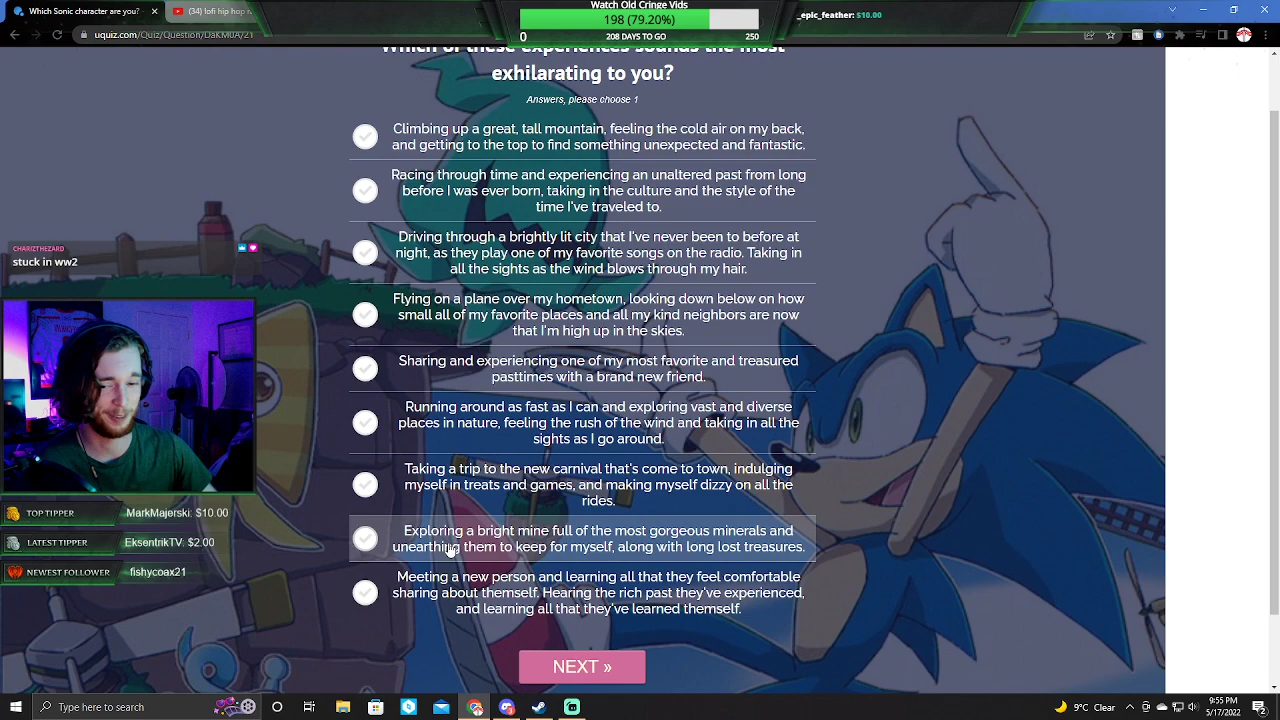 Which Sonic character are you?
(34) lofi hip hop r
Watch Old Cringe Vids
198 (79.20%)
0
208 DAYS TO GO
250
_epic_feather: $10.00
Which of these experiences sounds the most
exhilarating to you?
Answers, please choose 1
Climbing up a great, tall mountain, feeling the cold air on my back,
and getting to the top to find something unexpected and fantastic.
Racing through time and experiencing an unaltered past from long
before I was ever born, taking in the culture and the style of the
time I've traveled to.
Driving through a brightly lit city that I've never been to before at
night, as they play one of my favorite songs on the radio. Taking in
all the sights as the wind blows through my hair.
Flying on a plane over my hometown, looking down below on how
small all of my favorite places and all my kind neighbors are now
that I'm high up in the skies.
Sharing and experiencing one of my most favorite and treasured
pasttimes with a brand new friend.
Running around as fast as I can and exploring vast and diverse
places in nature, feeling the rush of the wind and taking in all the
sights as I go around.
Taking a trip to the new carnival that's come to town, indulging
myself in treats and games, and making myself dizzy on all the
rides.
Exploring a bright mine full of the most gorgeous minerals and
unearthing them to keep for myself, along with long lost treasures.
Meeting a new person and learning all that they feel comfortable
sharing about themself. Hearing the rich past they've experienced,
and learning all that they've learned themself.
NEXT »
CHARIZTHEZARD
stuck in ww2
TOP TIPPER
MarkMajerski: $10.00
LATEST TIPPER
EksentrikTV: $2.00
NEWEST FOLLOWER
fishycoax21
Type here to search
9°C Clear
9:55 PM
5/17/2022